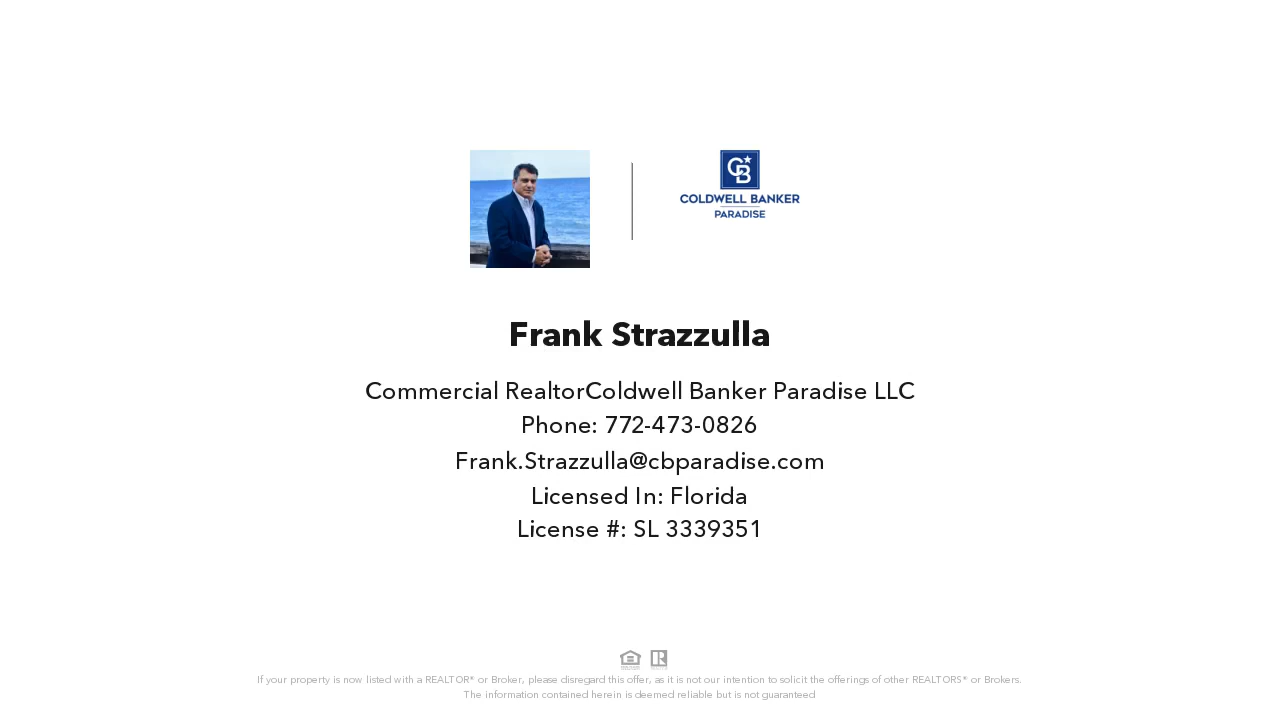 COLDWELL BANKER
PARADISE
Frank Strazzulla
Commercial RealtorColdwell Banker Paradise LLC
Phone: 772-473-0826
Frank.Strazzulla@cbparadise.com
Licensed In: Florida
License #: SL 3339351
If your property is now listed with a REALTOR® or Broker, please disregard this offer, as it is not our intention to solicit the offerings of other REALTORS® or Brokers.
The information contained herein is deemed reliable but is not guaranteed